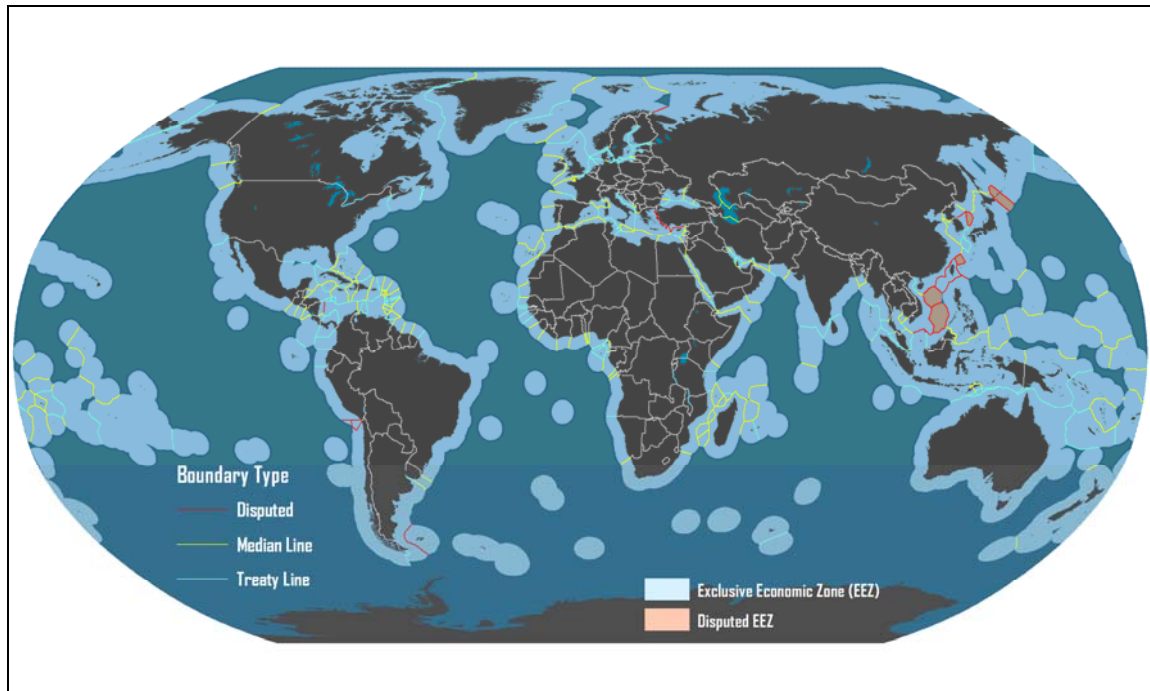 Boundary Type
Disputed
Median Line
Treaty Line
Exclusive Economic Zone (EEZ)
Disputed EEZ